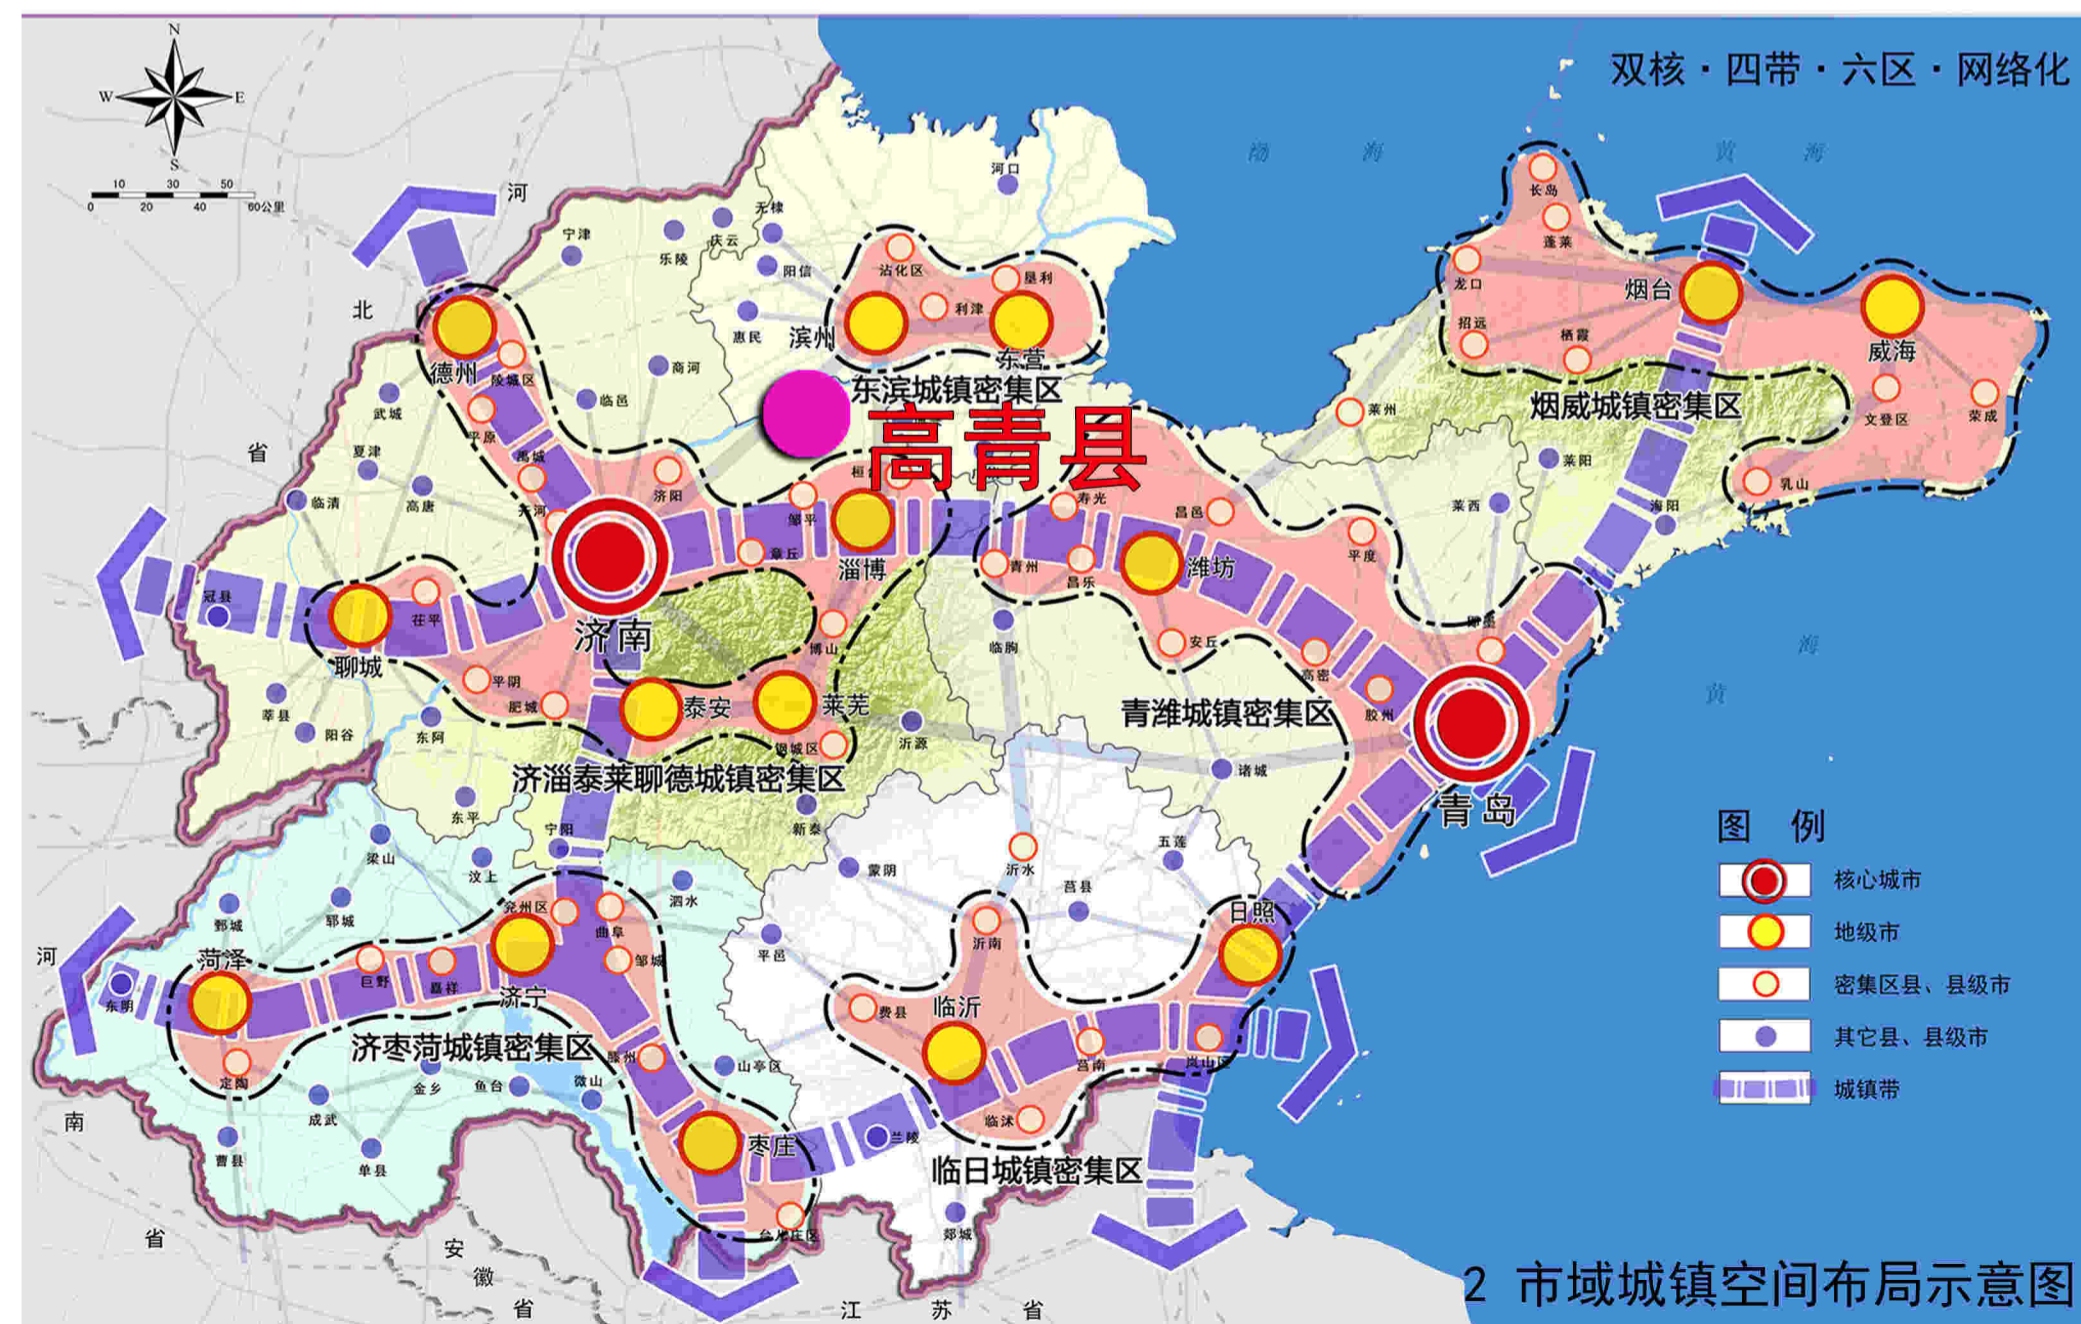 双核·四带·六区·网络化
N
W
E
S
10 30 50
0 20 40 60公里
河
北
省
渤海
黄海
河口
长岛
蓬莱
无棣
庆云
宁津
乐陵
沾化区
垦利
龙口
烟台
阳信
利津
惠民
滨州
东营
招远
栖霞
威海
德州
陵城区
商河
东滨城镇密集区
烟威城镇密集区
武城
临邑
莱州
文登区
荣成
高青县
平原
夏津
禹城
莱阳
临清
高唐
济阳
桓
乳山
邹平
寿光
昌邑
莱西
海阳
章丘
平度
冠县
茌平
淄博
青州
昌乐
潍坊
聊城
济南
博山
临朐
安丘
即墨
高密
平阴
肥城
泰安
莱芜
青潍城镇密集区
胶州
莘县
阳谷
东阿
钢城区
沂源
诸城
黄
海
济淄泰莱聊德城镇密集区
青岛
东平
宁阳
新泰
梁山
汶上
蒙阴
沂水
五莲
莒县
图例
核心城市
地级市
密集区县、县级市
其它县、县级市
城镇带
鄄城
郓城
兖州区
曲阜
泗水
日照
河
菏泽
巨野
嘉祥
邹城
平邑
沂南
东明
济宁
费县
临沂
济枣菏城镇密集区
滕州
山亭区
莒南
岚山区
定陶
金乡
鱼台
微山
南
成武
临沭
曹县
单县
枣庄
兰陵
临日城镇密集区
台儿庄区
郯城
省
安
徽
省
江苏省
2 市域城镇空间布局示意图